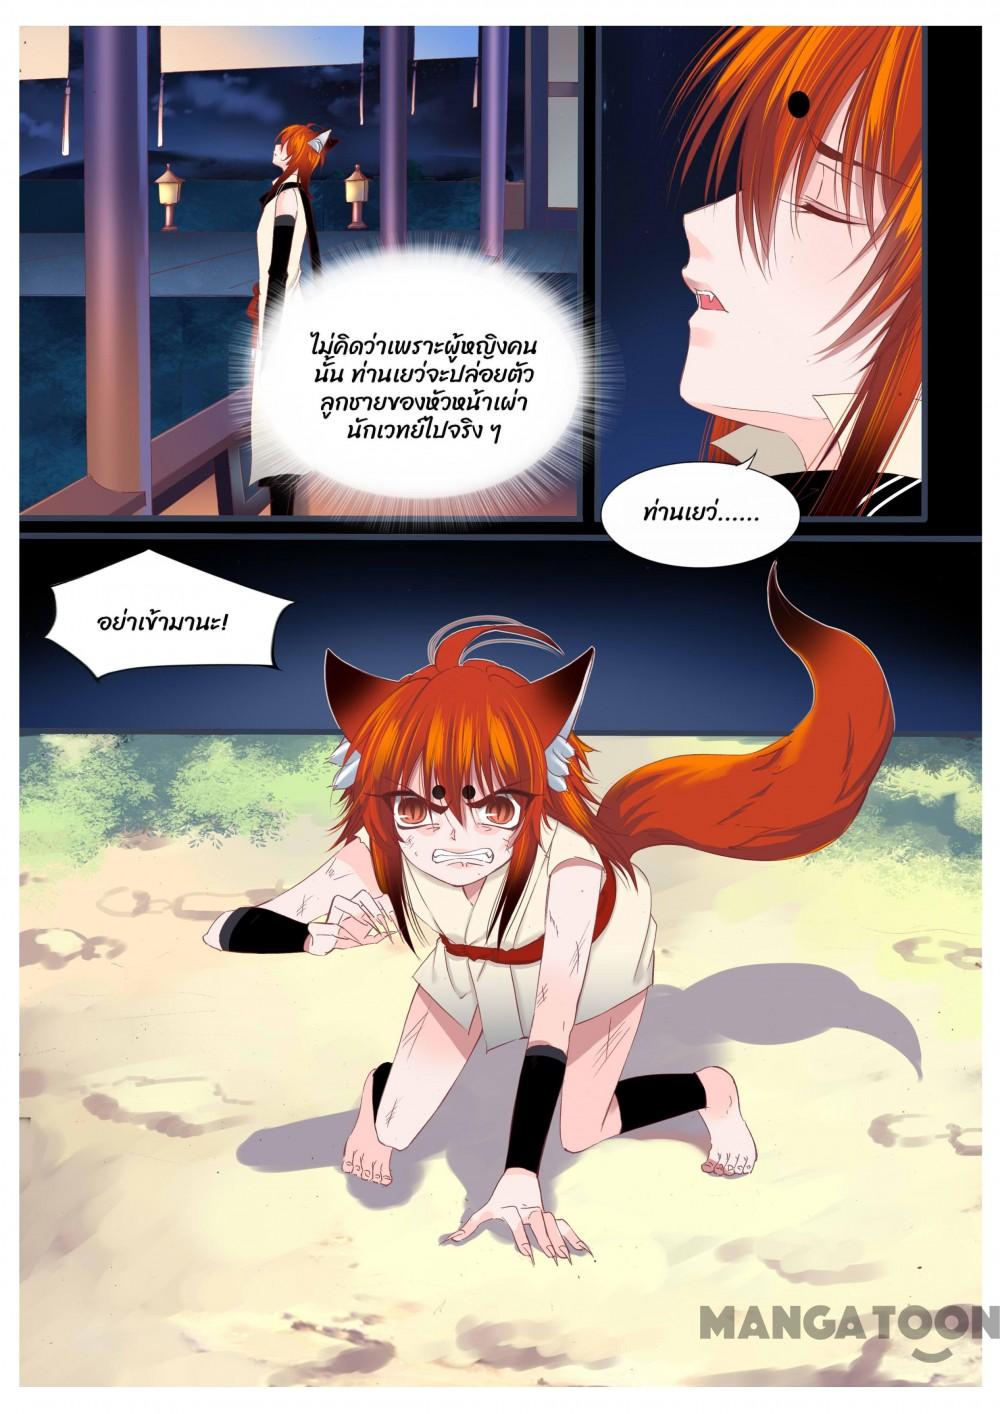 ไม่คิดว่าเพราะผู้หญิงคน
นั้น ท่านเยว่จะปล่อยตัว
ลูกชายของหัวหน้าเผ่า
นักเวทย์ไปจริง ๆ
ท่านเยว่......
อย่าเข้ามานะ!
MANGATOON